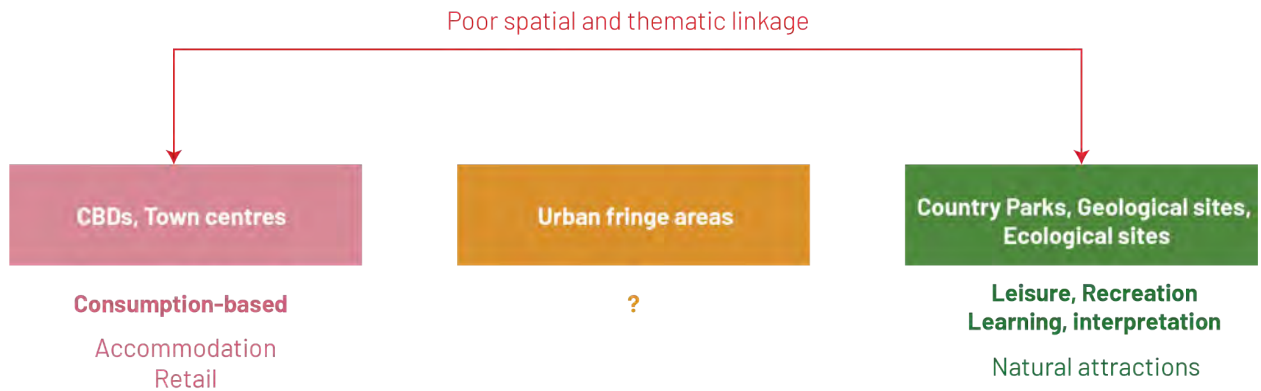 Poor spatial and thematic linkage
CBDs, Town centres
Consumption-based
Accommodation
Retail
Urban fringe areas
?
Country Parks, Geological sites,
Ecological sites
Leisure, Recreation
Learning, interpretation
Natural attractions